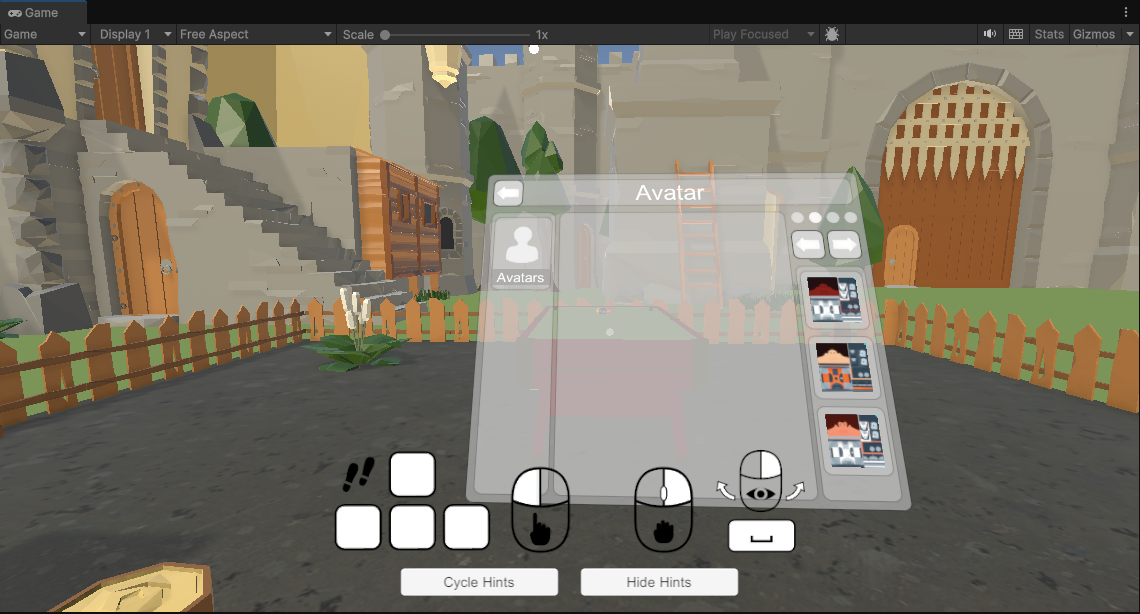 Game
Game
Display 1
Free Aspect
Scale
1x
Play Focused
Stats
Gizmos
Avatar
Avatars
Cycle Hints
Hide Hints